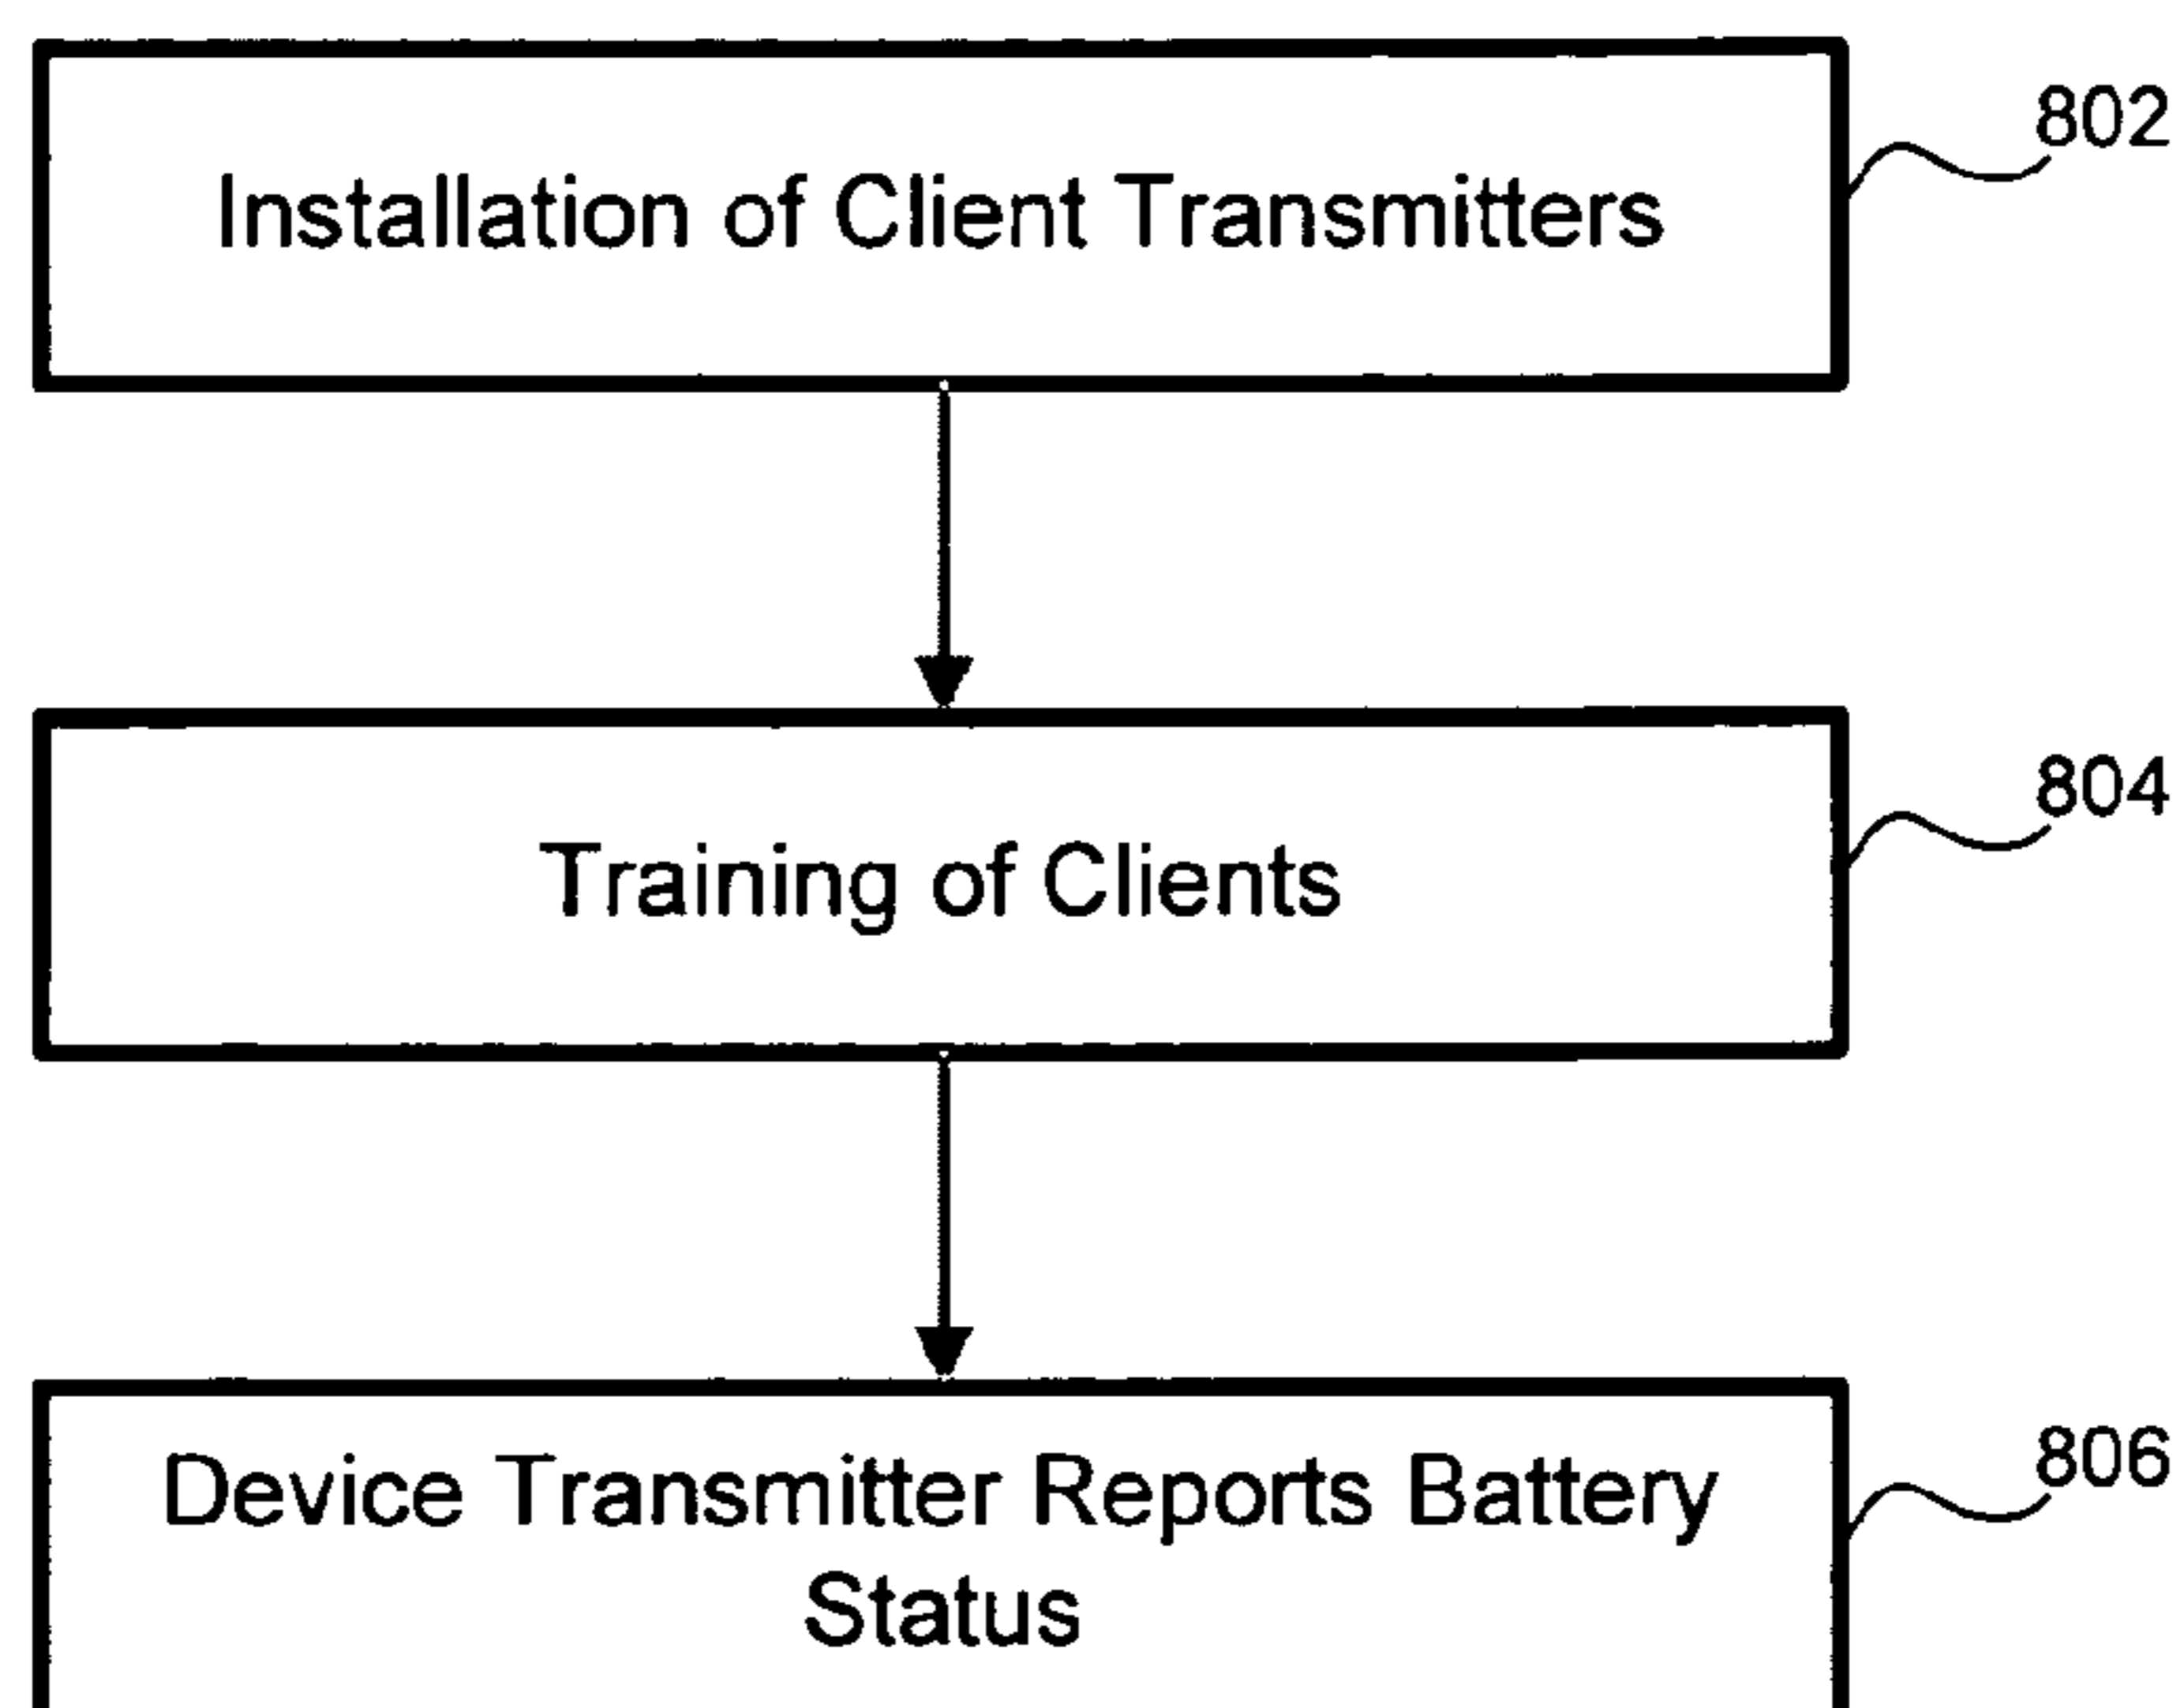 802
Installation of Client Transmitters
804
Training of Clients
806
Device Transmitter Reports Battery
Status